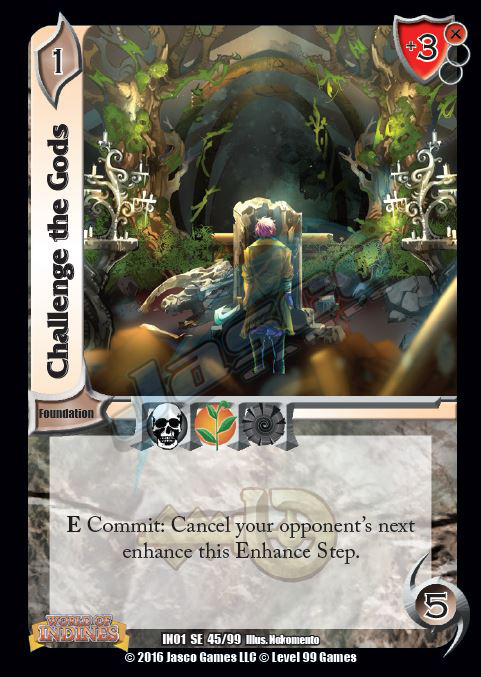 1
+3
Challenge the Gods
Foundation
E Commit: Cancel your opponent's next
enhance this Enhance Step.
5
WORLD OF
INDINES
IN01 SE 45/99 Illus. Nokomento
© 2016 Jasco Games LLC © Level 99 Games